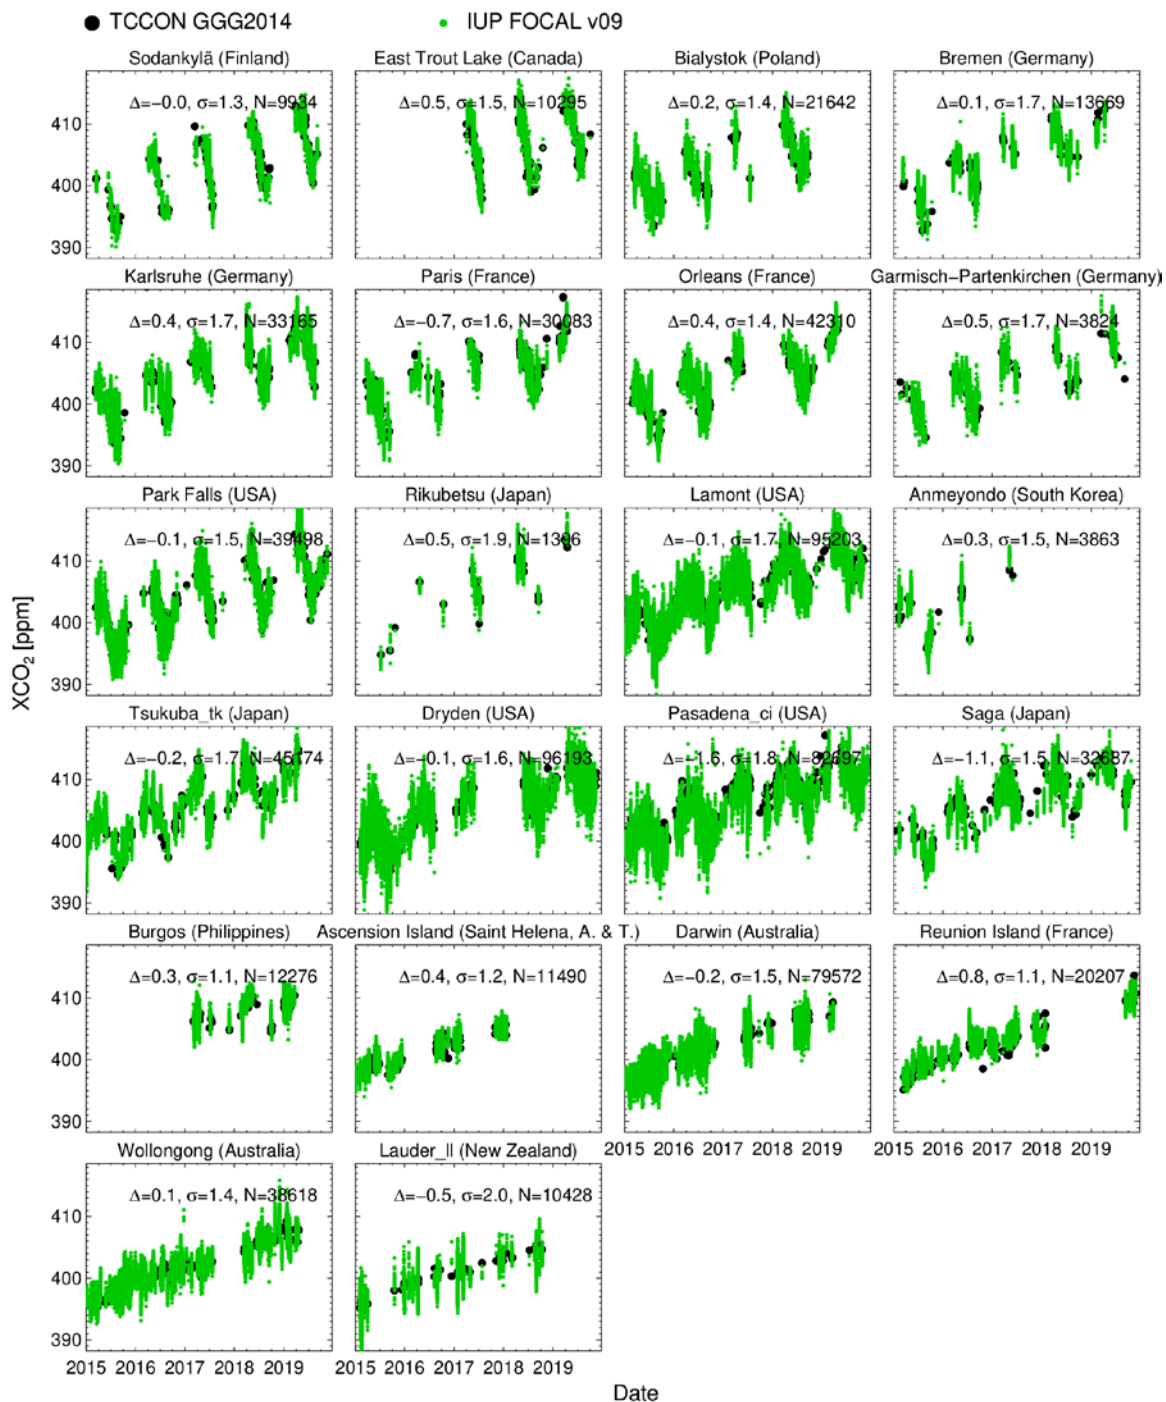 TCCON GGG2014 IUP FOCAL v09
Sodankylä (Finland) East Trout Lake (Canada) Bialystok (Poland) Bremen (Germany)
Δ=−0.0, σ=1.3, N=9934 Δ=0.5, σ=1.5, N=10295 Δ=0.2, σ=1.4, N=21642 Δ=0.1, σ=1.7, N=13669
410
400
390
Karlsruhe (Germany) Paris (France) Orleans (France) Garmisch−Partenkirchen (Germany)
Δ=0.4, σ=1.7, N=33165 Δ=−0.7, σ=1.6, N=30083 Δ=0.4, σ=1.4, N=42310 Δ=0.5, σ=1.7, N=3824
410
400
390
Park Falls (USA) Rikubetsu (Japan) Lamont (USA) Anmeyondo (South Korea)
Δ=−0.1, σ=1.5, N=39498 Δ=0.5, σ=1.9, N=1396 Δ=−0.1, σ=1.7, N=95203 Δ=0.3, σ=1.5, N=3863
410
400
390
XCO₂ [ppm]
Tsukuba_tk (Japan) Dryden (USA) Pasadena_ci (USA) Saga (Japan)
Δ=−0.2, σ=1.7, N=45174 Δ=−0.1, σ=1.6, N=96193 Δ=−1.6, σ=1.8, N=82697 Δ=−1.1, σ=1.5, N=32687
410
400
390
Burgos (Philippines) Ascension Island (Saint Helena, A. & T.) Darwin (Australia) Reunion Island (France)
Δ=0.3, σ=1.1, N=12276 Δ=0.4, σ=1.2, N=11490 Δ=−0.2, σ=1.5, N=79572 Δ=0.8, σ=1.1, N=20207
410
400
390
2015 2016 2017 2018 2019 2015 2016 2017 2018 2019
Wollongong (Australia) Lauder_ll (New Zealand)
Δ=0.1, σ=1.4, N=38618 Δ=−0.5, σ=2.0, N=10428
410
400
390
2015 2016 2017 2018 2019 2015 2016 2017 2018 2019
Date